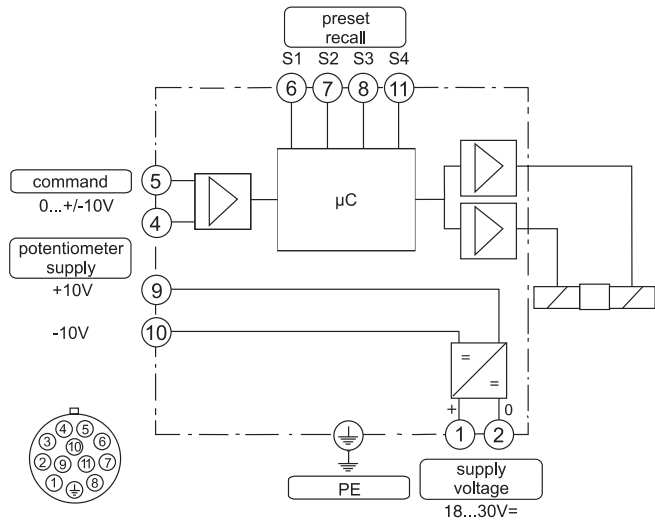 preset
recall
S1 S2 S3 S4
6 7 8 11
command
0...+/-10V
5
4
µC
potentiometer
supply
+10V
9
-10V
10
=
=
+ 0
1 2
PE
supply
voltage
18...30V=
4 5
3 10 6
2 9 11 7
1 8